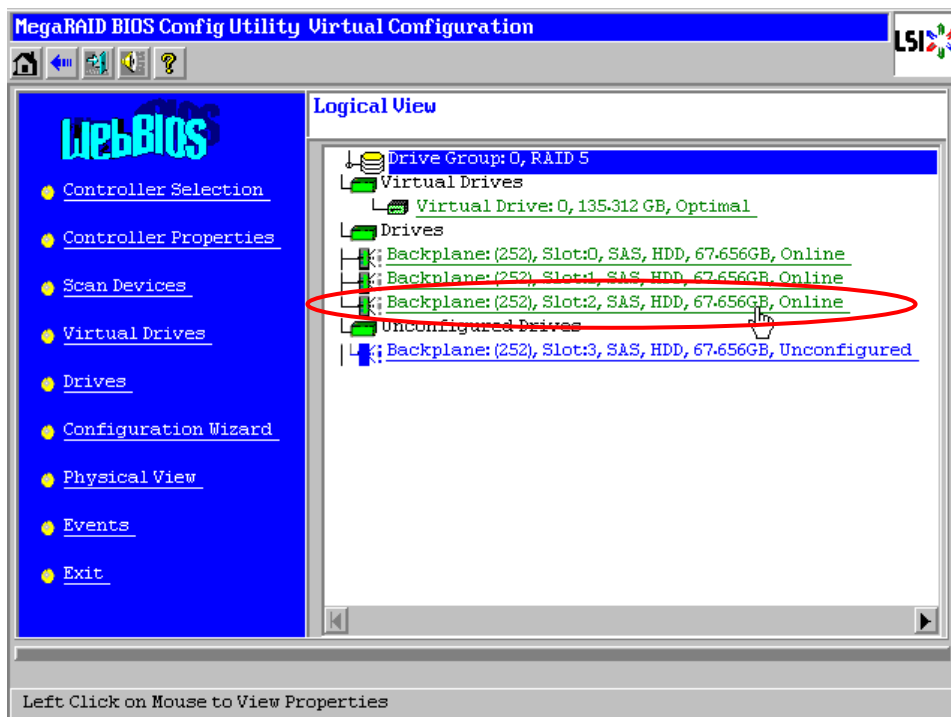 MegaRAID BIOS Config Utility Virtual Configuration
LSI
WebBIOS
Controller Selection
Controller Properties
Scan Devices
Virtual Drives
Drives
Configuration Wizard
Physical View
Events
Exit
Logical View
Drive Group: 0, RAID 5
Virtual Drives
Virtual Drive: 0, 135.312 GB, Optimal
Drives
Backplane: (252), Slot:0, SAS, HDD, 67.656GB, Online
Backplane: (252), Slot:1, SAS, HDD, 67.656GB, Online
Backplane: (252), Slot:2, SAS, HDD, 67.656GB, Online
Unconfigured Drives
Backplane: (252), Slot:3, SAS, HDD, 67.656GB, Unconfigured
Left Click on Mouse to View Properties